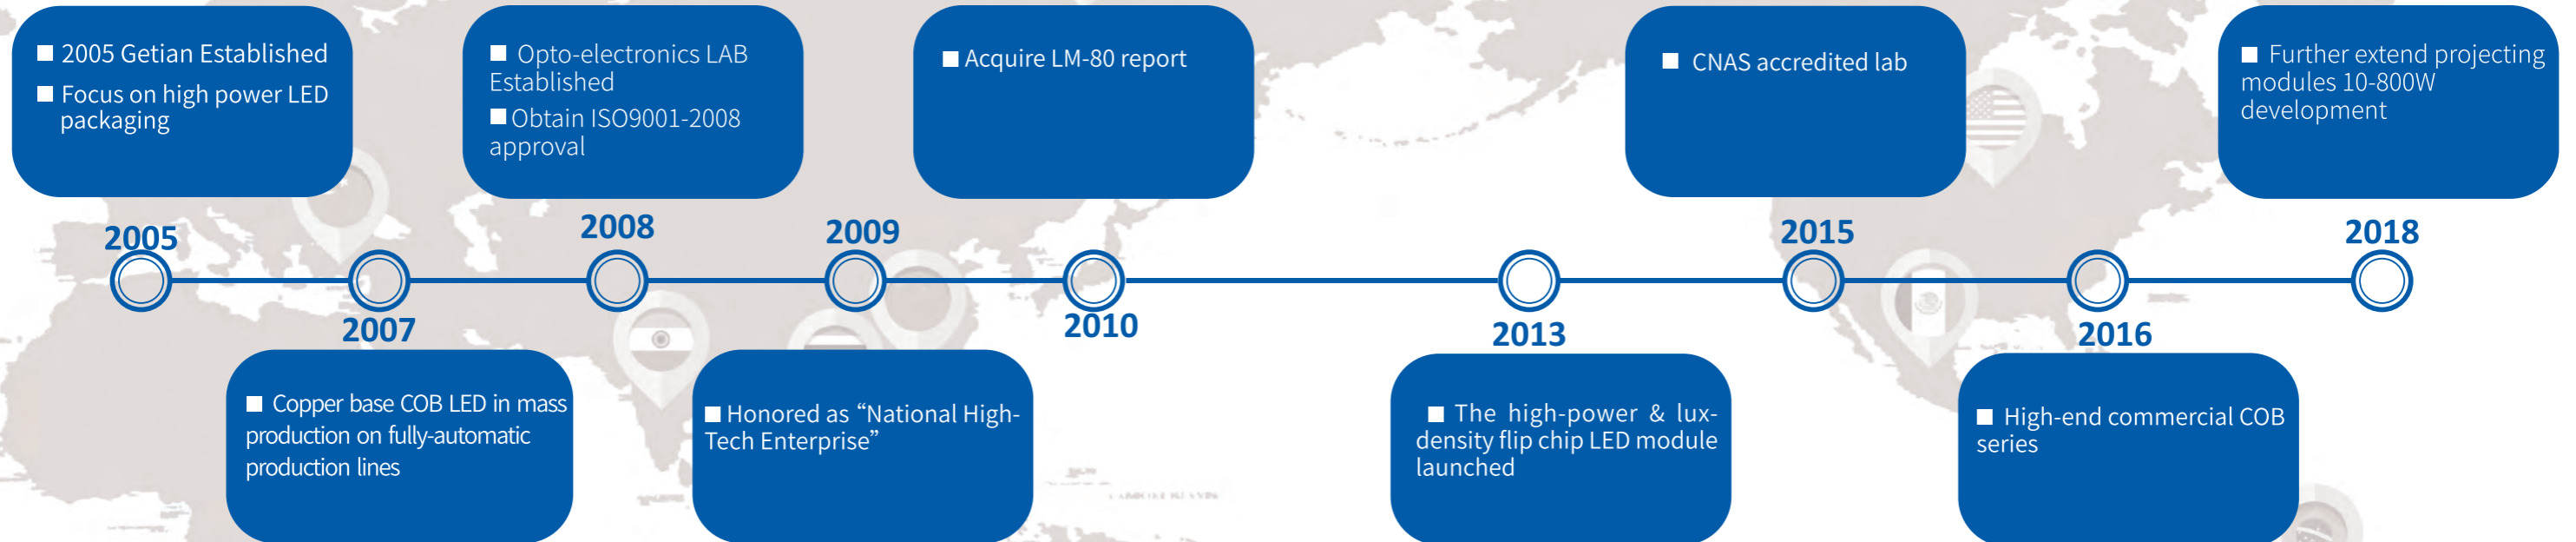 ■ 2005 Getian Established
■ Focus on high power LED
packaging
■ Opto-electronics LAB
Established
■ Obtain ISO9001-2008
approval
■ Acquire LM-80 report
■ CNAS accredited lab
■ Further extend projecting
modules 10-800W
development
2005
2007
2008
2009
2010
2013
2015
2016
2018
■ Copper base COB LED in mass
production on fully-automatic
production lines
■ Honored as “National High-
Tech Enterprise”
■ The high-power & lux-
density flip chip LED module
launched
■ High-end commercial COB
series